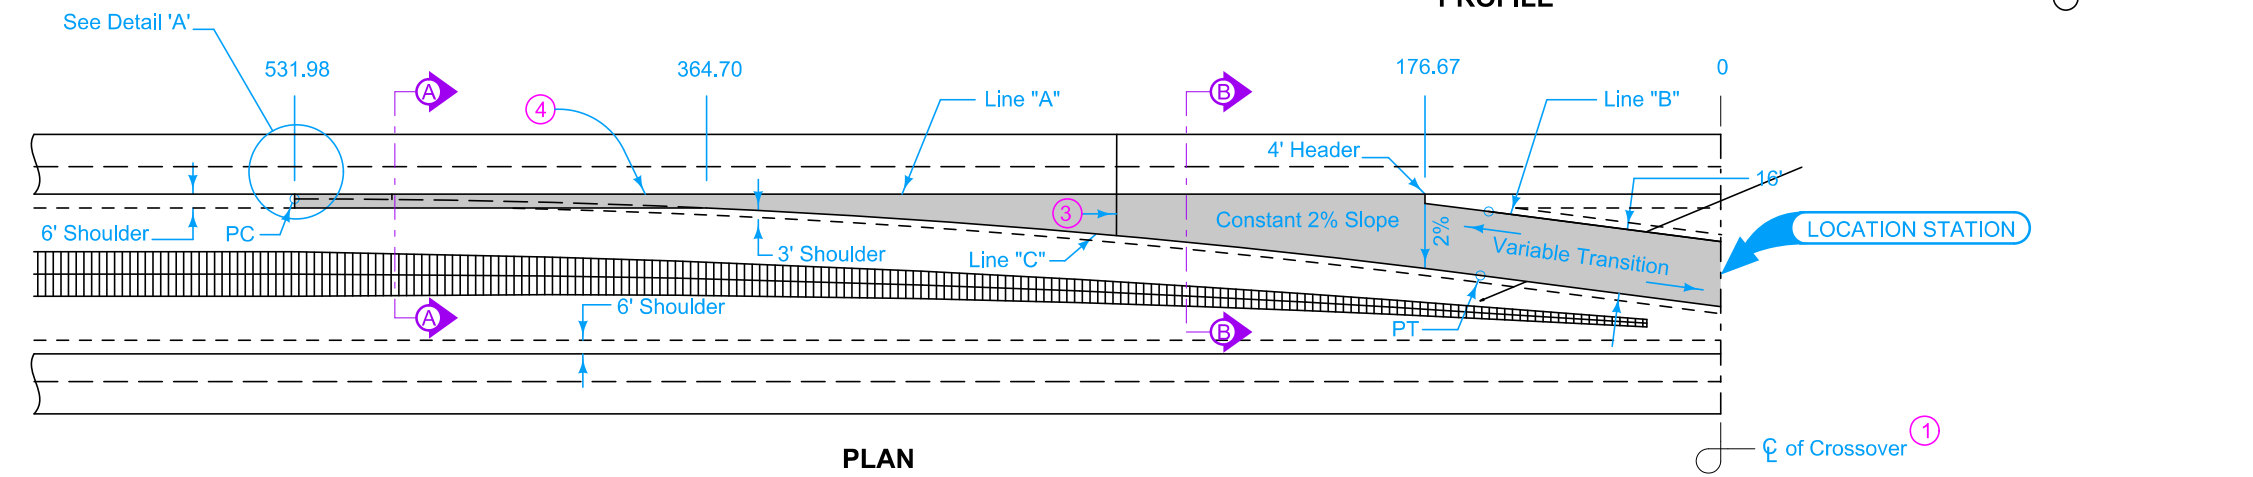 PROFILE
See Detail 'A'
531.98
364.70
176.67
0
A
B
4
Line "A"
Line "B"
4' Header
16'
3
Constant 2% Slope
2%
Variable Transition
LOCATION STATION
6' Shoulder
PC
3' Shoulder
Line "C"
6' Shoulder
A
B
PT
PLAN
℄ of Crossover
1